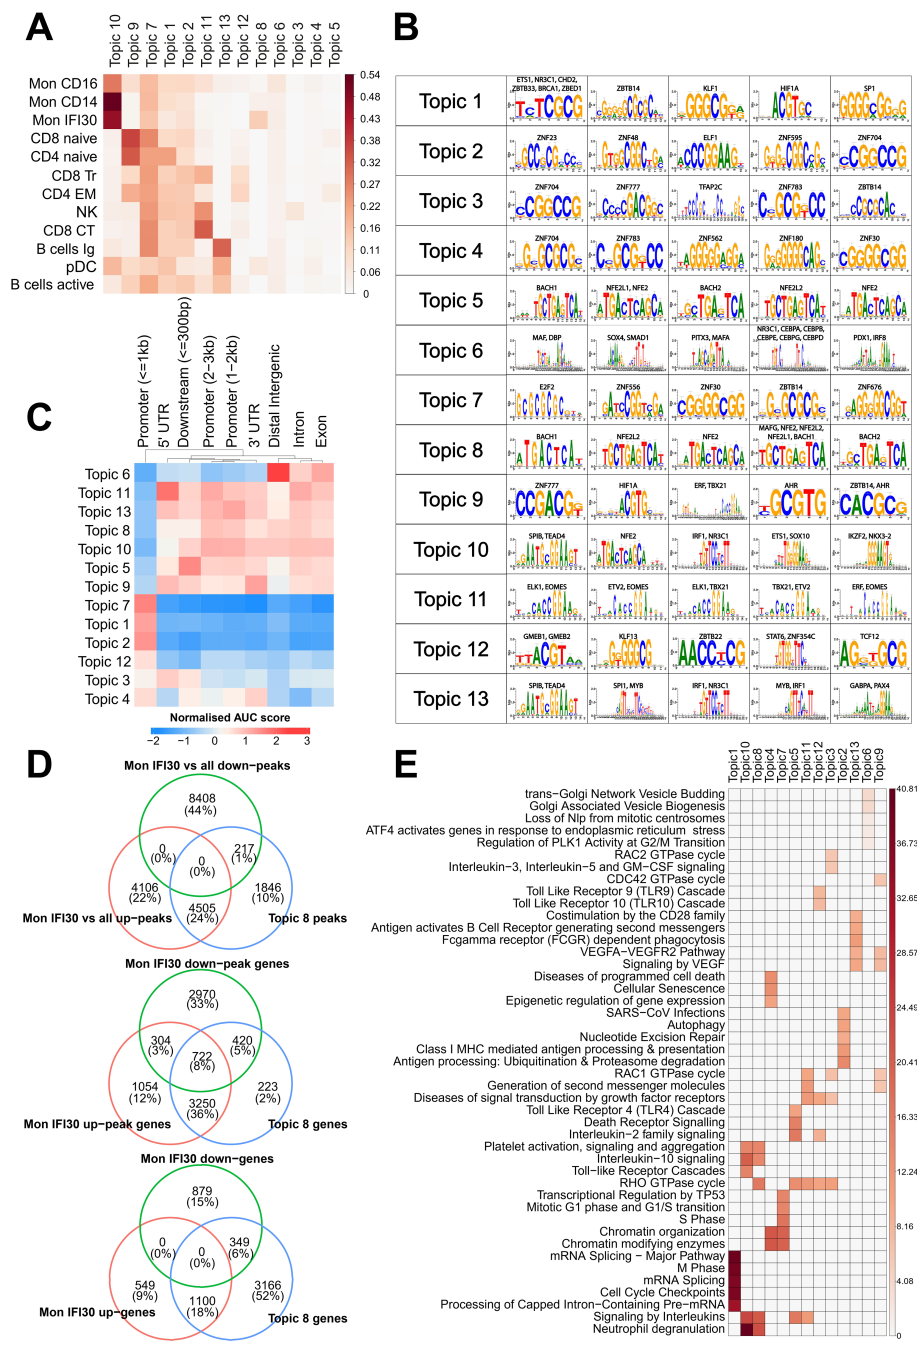 A
Topic 10
Topic 9
Topic 7
Topic 1
Topic 2
Topic 11
Topic 13
Topic 12
Topic 8
Topic 6
Topic 3
Topic 4
Topic 5
Mon CD16
Mon CD14
Mon IFI30
CD8 naive
CD4 naive
CD8 Tr
CD4 EM
NK
CD8 CT
B cells Ig
pDC
B cells active
0.54
0.49
0.43
0.38
0.32
0.27
0.22
0.16
0.11
0.06
0
B
Topic 1
ETS1, NR3C1, CHD2,
ZBTB33, BRCA1, ZBED1
ZBTB14
KLF1
HIF1A
SP1
Topic 2
ZNF23
ZNF48
ELF1
ZNF595
ZNF704
Topic 3
ZNF704
ZNF777
TFAP2C
ZNF783
ZBTB14
Topic 4
ZNF704
ZNF783
ZNF562
ZNF180
ZNF30
Topic 5
BACH1
NFE2L1, NFE2
BACH2
NFE2L2
NFE2
Topic 6
MAF, DBP
SOX4, SMAD1
PITX3, MAFA
NR3C1, CEBPA, CEBPB,
CEBPE, CEBPG, CEBPD
PDX1, IRF8
Topic 7
E2F2
ZNF556
ZNF30
ZBTB14
ZNF676
Topic 8
BACH1
NFE2L2
NFE2
MAFG, NFE2, NFE2L2,
NFE2L1, BACH1
BACH2
Topic 9
ZNF777
HIF1A
ERF, TBX21
AHR
ZBTB14, AHR
Topic 10
SPIB, TEAD4
NFE2
IRF1, NR3C1
ETS1, SOX10
IKZF2, NKX3-2
Topic 11
ELK1, EOMES
ETV2, EOMES
ELK1, TBX21
TBX21, ETV2
ERF, EOMES
Topic 12
GMEB1, GMEB2
KLF13
ZBTB22
STAT6, ZNF354C
TCF12
Topic 13
SPIB, TEAD4
SPI1, MYB
IRF1, NR3C1
MYB, IRF1
GABPA, PAX4
C
Promoter (<=1kb)
5' UTR
Downstream (<=300bp)
Promoter (2−3kb)
Promoter (1−2kb)
3' UTR
Distal Intergenic
Intron
Exon
Topic 6
Topic 11
Topic 13
Topic 8
Topic 10
Topic 5
Topic 9
Topic 7
Topic 1
Topic 2
Topic 12
Topic 3
Topic 4
Normalised AUC score
−2 −1 0 1 2 3
D
Mon IFI30 vs all down−peaks
8408
(44%)
0
(0%)
217
(1%)
0
(0%)
4106
(22%)
1846
(10%)
4505
(24%)
Mon IFI30 vs all up−peaks
Topic 8 peaks
Mon IFI30 down−peak genes
2970
(33%)
304
(3%)
420
(5%)
722
(8%)
1054
(12%)
223
(2%)
3250
(36%)
Mon IFI30 up−peak genes
Topic 8 genes
Mon IFI30 down−genes
879
(15%)
0
(0%)
349
(6%)
0
(0%)
549
(9%)
3166
(52%)
1100
(18%)
Mon IFI30 up−genes
Topic 8 genes
E
Topic1
Topic10
Topic8
Topic4
Topic7
Topic5
Topic11
Topic12
Topic3
Topic2
Topic13
Topic6
Topic9
trans−Golgi Network Vesicle Budding
Golgi Associated Vesicle Biogenesis
Loss of Nlp from mitotic centrosomes
ATF4 activates genes in response to endoplasmic reticulum stress
Regulation of PLK1 Activity at G2/M Transition
RAC2 GTPase cycle
Interleukin−3, Interleukin−5 and GM−CSF signaling
CDC42 GTPase cycle
Toll Like Receptor 9 (TLR9) Cascade
Toll Like Receptor 10 (TLR10) Cascade
Costimulation by the CD28 family
Antigen activates B Cell Receptor generating second messengers
Fcgamma receptor (FCGR) dependent phagocytosis
VEGFA−VEGFR2 Pathway
Signaling by VEGF
Diseases of programmed cell death
Cellular Senescence
Epigenetic regulation of gene expression
SARS−CoV Infections
Autophagy
Nucleotide Excision Repair
Class I MHC mediated antigen processing & presentation
Antigen processing: Ubiquitination & Proteasome degradation
RAC1 GTPase cycle
Generation of second messenger molecules
Diseases of signal transduction by growth factor receptors
Toll Like Receptor 4 (TLR4) Cascade
Death Receptor Signalling
Interleukin−2 family signaling
Platelet activation, signaling and aggregation
Interleukin−10 signaling
Toll−like Receptor Cascades
RHO GTPase cycle
Transcriptional Regulation by TP53
Mitotic G1 phase and G1/S transition
S Phase
Chromatin organization
Chromatin modifying enzymes
mRNA Splicing − Major Pathway
M Phase
mRNA Splicing
Cell Cycle Checkpoints
Processing of Capped Intron−Containing Pre−mRNA
Signaling by Interleukins
Neutrophil degranulation
40.81
36.73
32.65
28.57
24.49
20.41
16.33
12.24
8.16
4.08
0